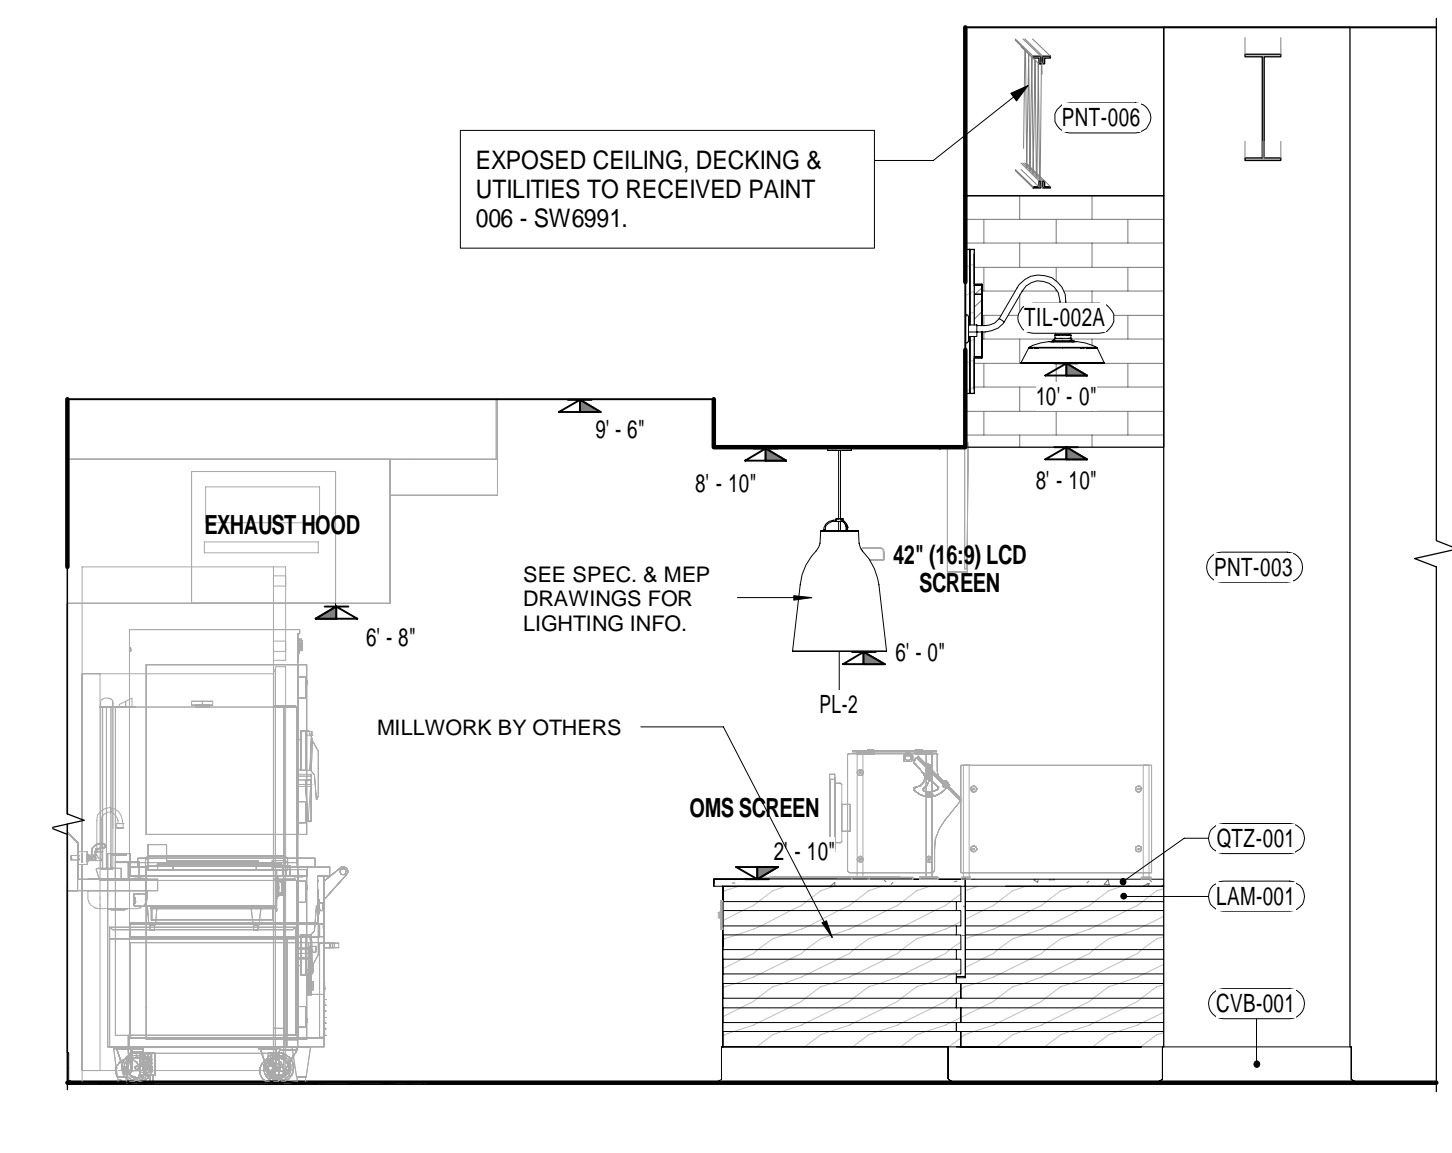 PNT-006
EXPOSED CEILING, DECKING &
UTILITIES TO RECEIVED PAINT
006 - SW6991.
TIL-002A
10' - 0"
9' - 6"
8' - 10"
8' - 10"
EXHAUST HOOD
42" (16:9) LCD
SCREEN
PNT-003
SEE SPEC. & MEP
DRAWINGS FOR
LIGHTING INFO.
6' - 8"
6' - 0"
PL-2
MILLWORK BY OTHERS
OMS SCREEN
2' - 10"
QTZ-001
LAM-001
CVB-001